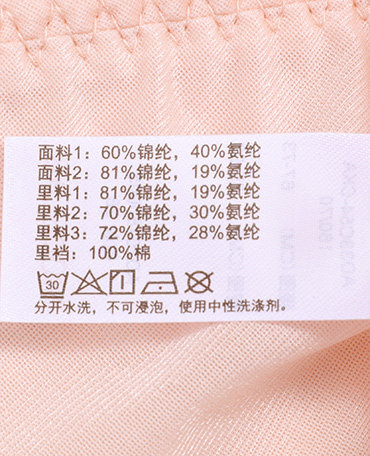 面料1：60%锦纶，40%氨纶
面料2：81%锦纶，19%氨纶
里料1：81%锦纶，19%氨纶
里料2：70%锦纶，30%氨纶
里料3：72%锦纶，28%氨纶
里裆：100%棉
30
分开水洗，不可浸泡，使用中性洗涤剂。